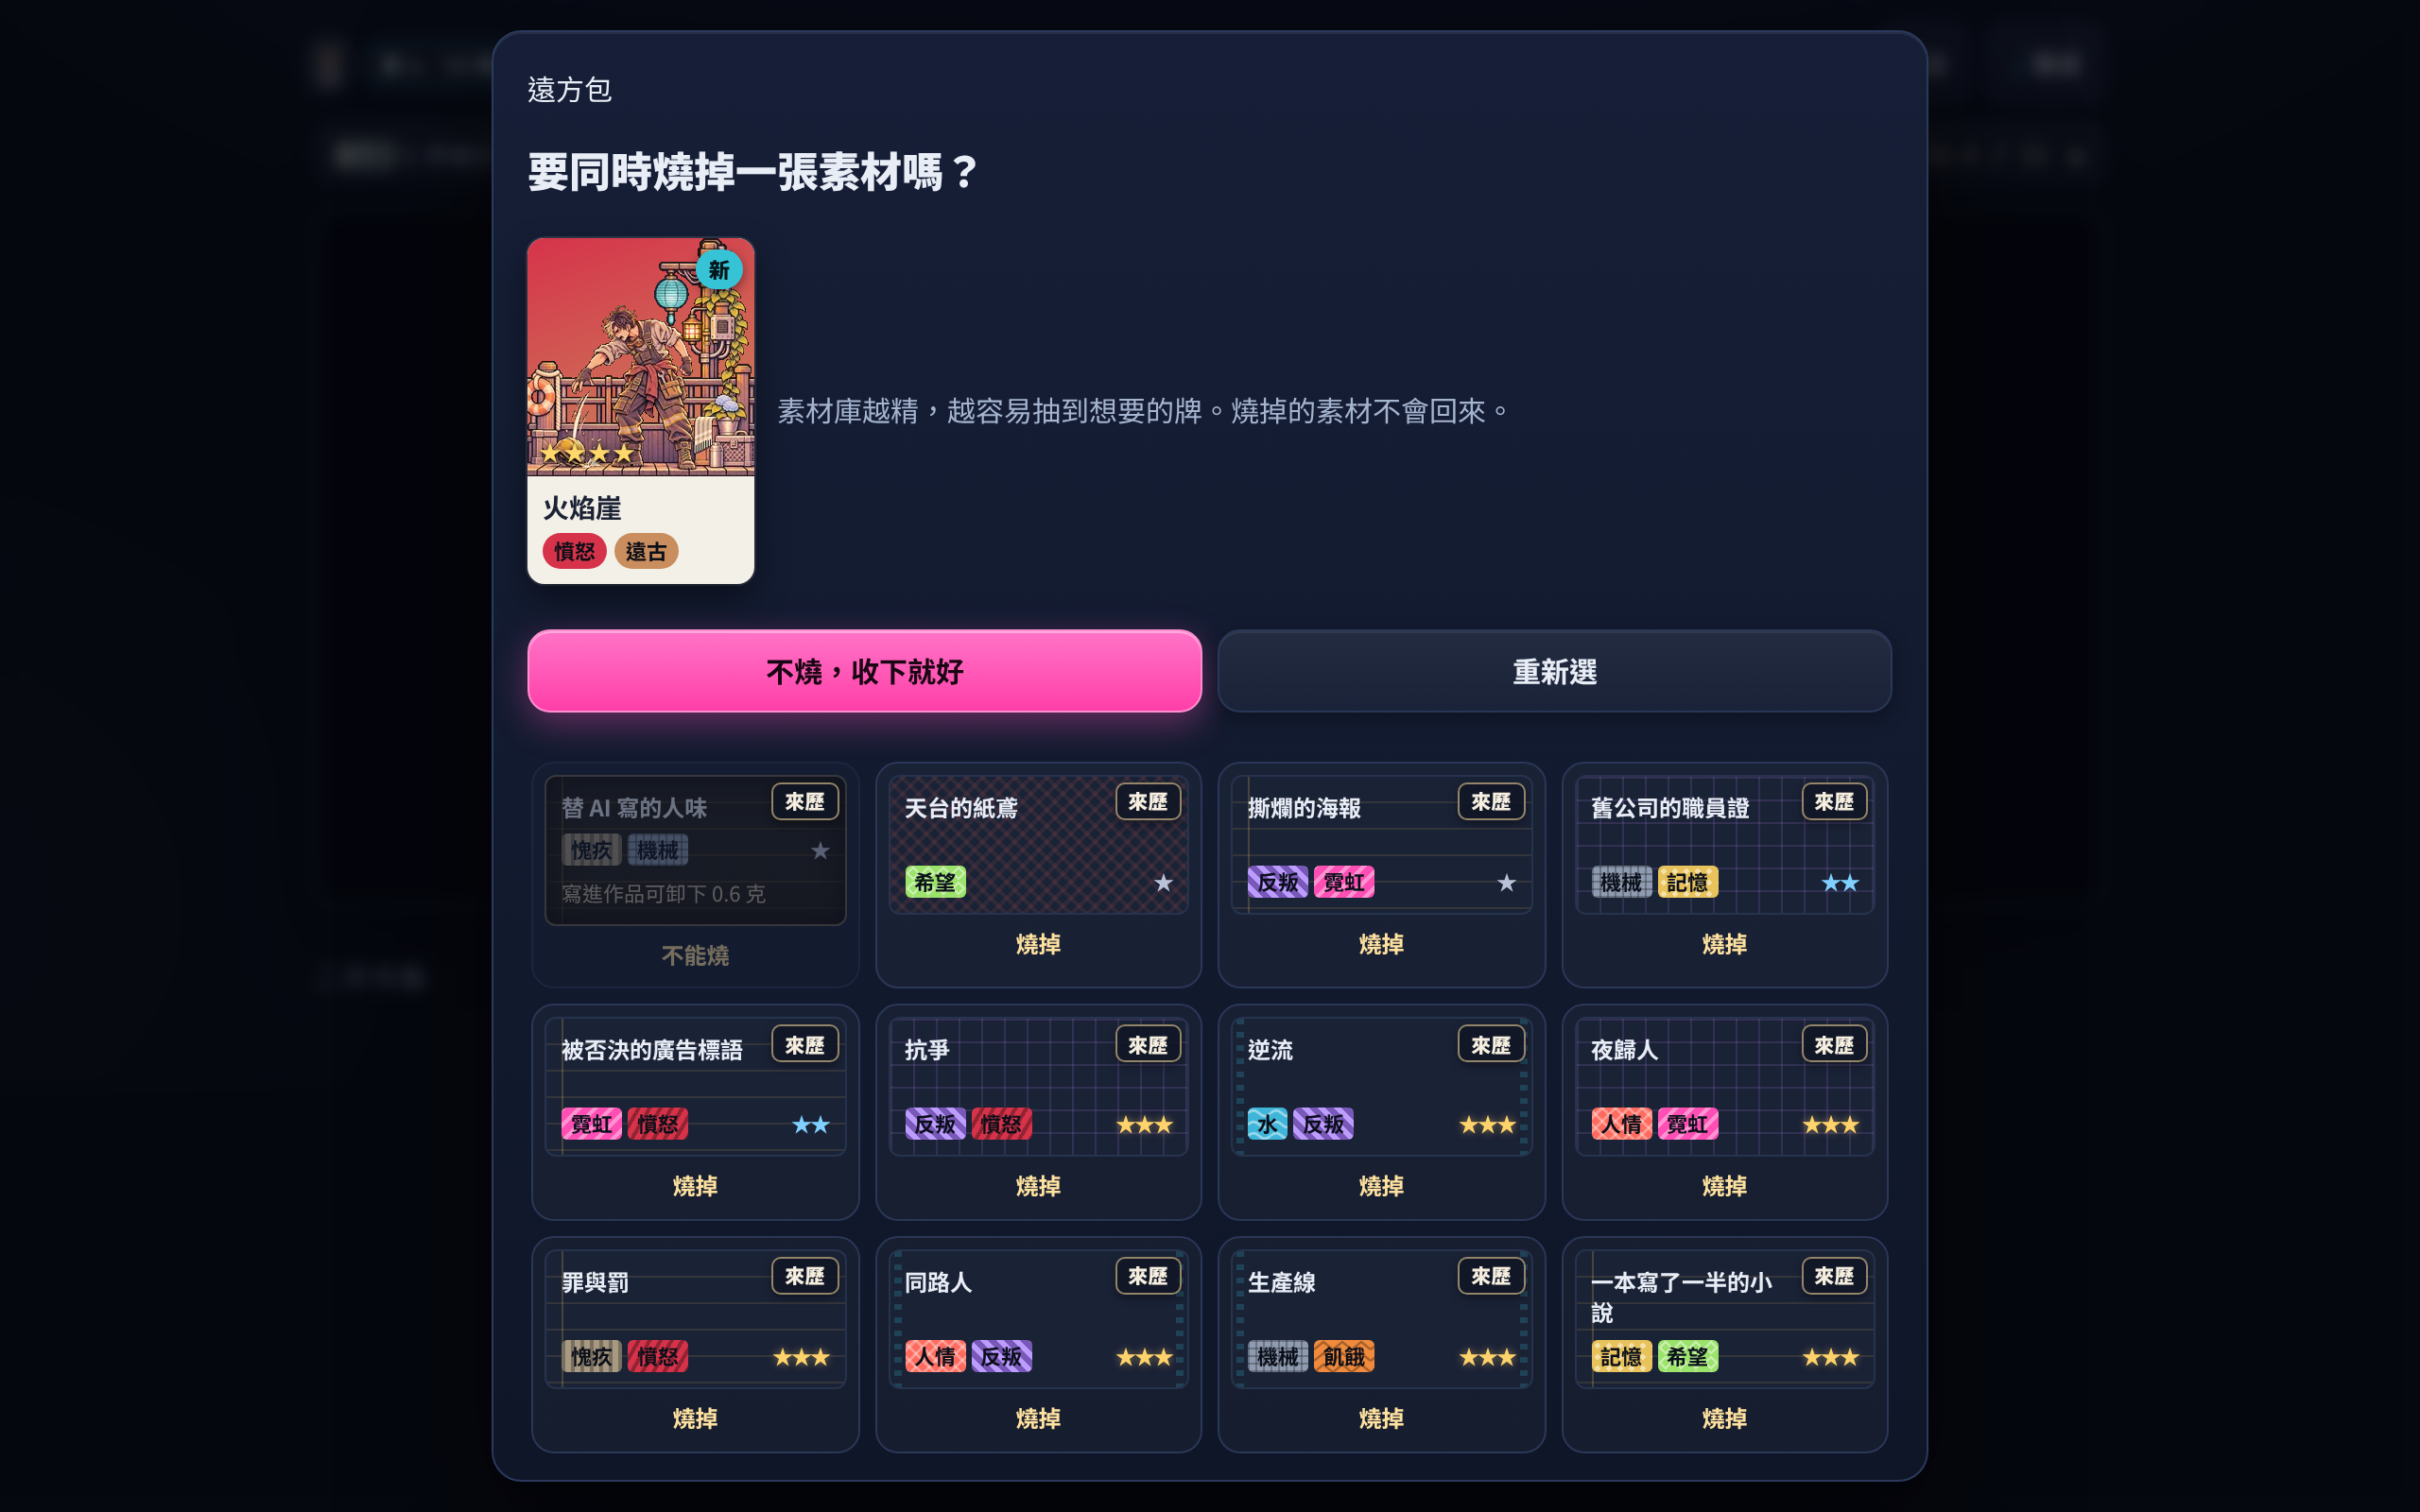 遠方包
要同時燒掉一張素材嗎？
新
火焰崖
憤怒 遠古
素材庫越精，越容易抽到想要的牌。燒掉的素材不會回來。
不燒，收下就好
重新選
替 AI 寫的人味 來歷
愧疚 機械
寫進作品可卸下 0.6 克
不能燒
天台的紙鳶 來歷
希望
燒掉
撕爛的海報 來歷
反叛 霓虹
燒掉
舊公司的職員證 來歷
機械 記憶
燒掉
被否決的廣告標語 來歷
霓虹 憤怒
燒掉
抗爭 來歷
反叛 憤怒
燒掉
逆流 來歷
水 反叛
燒掉
夜歸人 來歷
人情 霓虹
燒掉
罪與罰 來歷
愧疚 憤怒
燒掉
同路人 來歷
人情 反叛
燒掉
生產線 來歷
機械 飢餓
燒掉
一本寫了一半的小 來歷
說
記憶 希望
燒掉